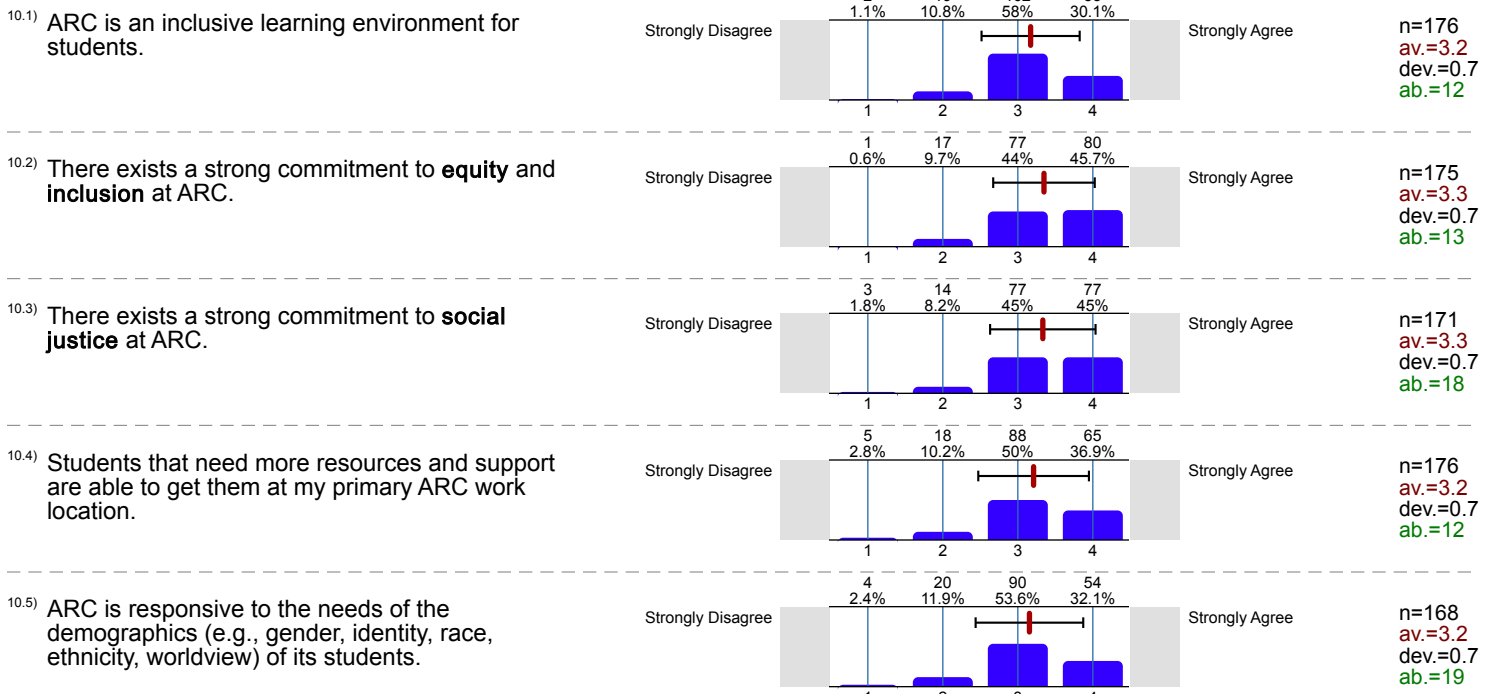 10.1) ARC is an inclusive learning environment for
students.
Strongly Disagree
1.1% 10.8% 58% 30.1%
1 2 3 4
Strongly Agree
n=176
av.=3.2
dev.=0.7
ab.=12
1 17 77 80
10.2) There exists a strong commitment to equity and
inclusion at ARC.
Strongly Disagree
0.6% 9.7% 44% 45.7%
1 2 3 4
Strongly Agree
n=175
av.=3.3
dev.=0.7
ab.=13
3 14 77 77
10.3) There exists a strong commitment to social
justice at ARC.
Strongly Disagree
1.8% 8.2% 45% 45%
1 2 3 4
Strongly Agree
n=171
av.=3.3
dev.=0.7
ab.=18
5 18 88 65
10.4) Students that need more resources and support
are able to get them at my primary ARC work
location.
Strongly Disagree
2.8% 10.2% 50% 36.9%
1 2 3 4
Strongly Agree
n=176
av.=3.2
dev.=0.7
ab.=12
4 20 90 54
10.5) ARC is responsive to the needs of the
demographics (e.g., gender, identity, race,
ethnicity, worldview) of its students.
Strongly Disagree
2.4% 11.9% 53.6% 32.1%
Strongly Agree
n=168
av.=3.2
dev.=0.7
ab.=19